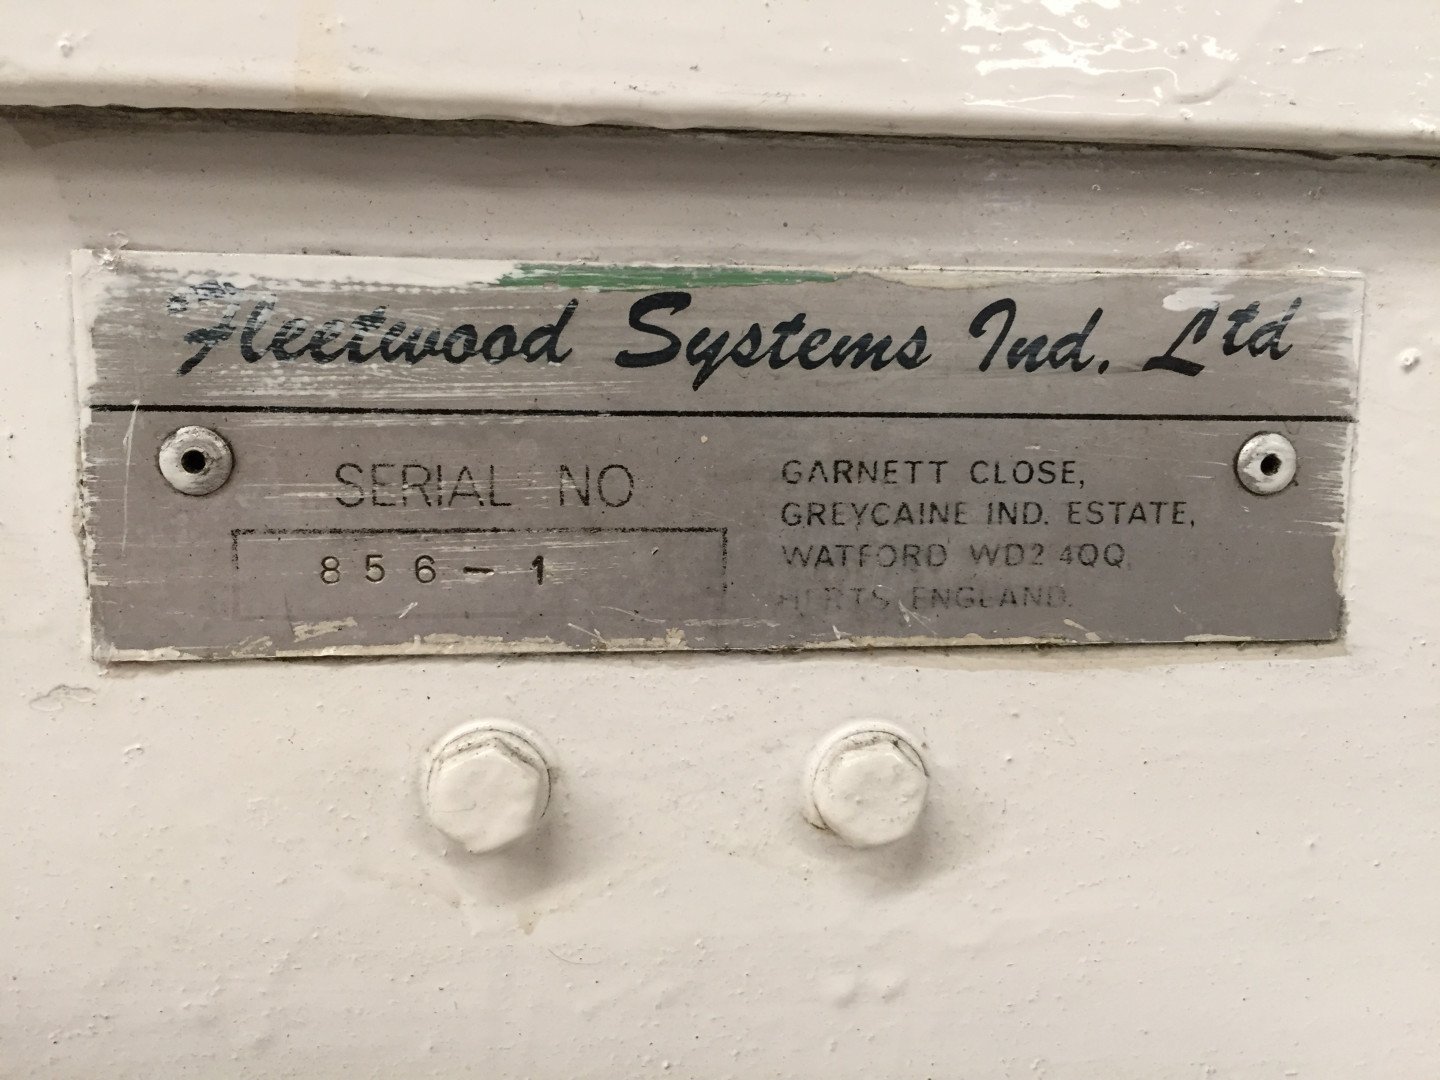 Fleetwood Systems Ind. Ltd
SERIAL NO
856-1
GARNETT CLOSE,
GREYCAINE IND. ESTATE,
WATFORD WD2 4QQ,
HERTS, ENGLAND.